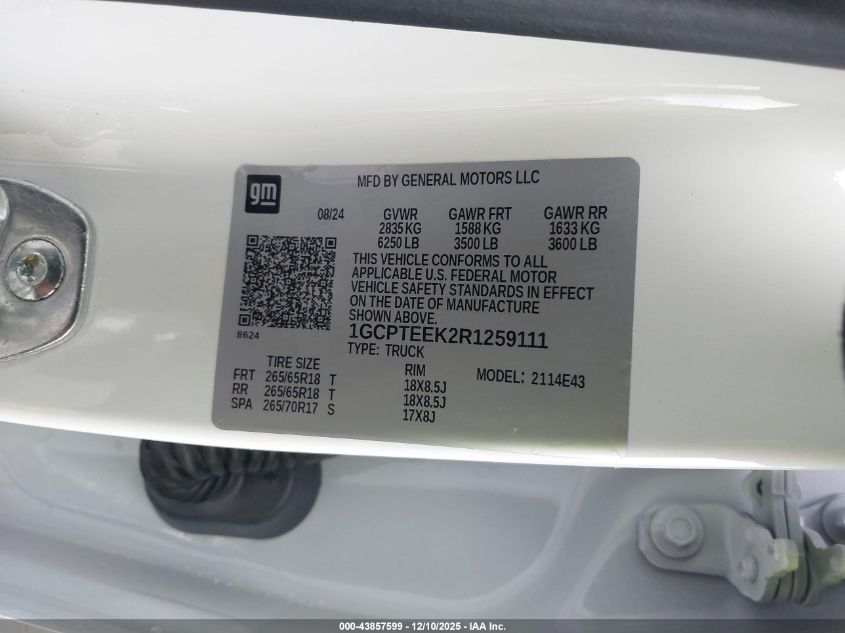 gm
MFD BY GENERAL MOTORS LLC
08/24 GVWR GAWR FRT GAWR RR
2835 KG 1588 KG 1633 KG
6250 LB 3500 LB 3600 LB
THIS VEHICLE CONFORMS TO ALL
APPLICABLE U.S. FEDERAL MOTOR
VEHICLE SAFETY STANDARDS IN EFFECT
ON THE DATE OF MANUFACTURE
SHOWN ABOVE.
8624
1GCPTEEK2R1259111
TYPE: TRUCK
TIRE SIZE RIM MODEL: 2114E43
FRT 265/65R18 T 18X8.5J
RR 265/65R18 T 18X8.5J
SPA 265/70R17 S 17X8J
000-43857599 - 12/10/2025 - IAA Inc.